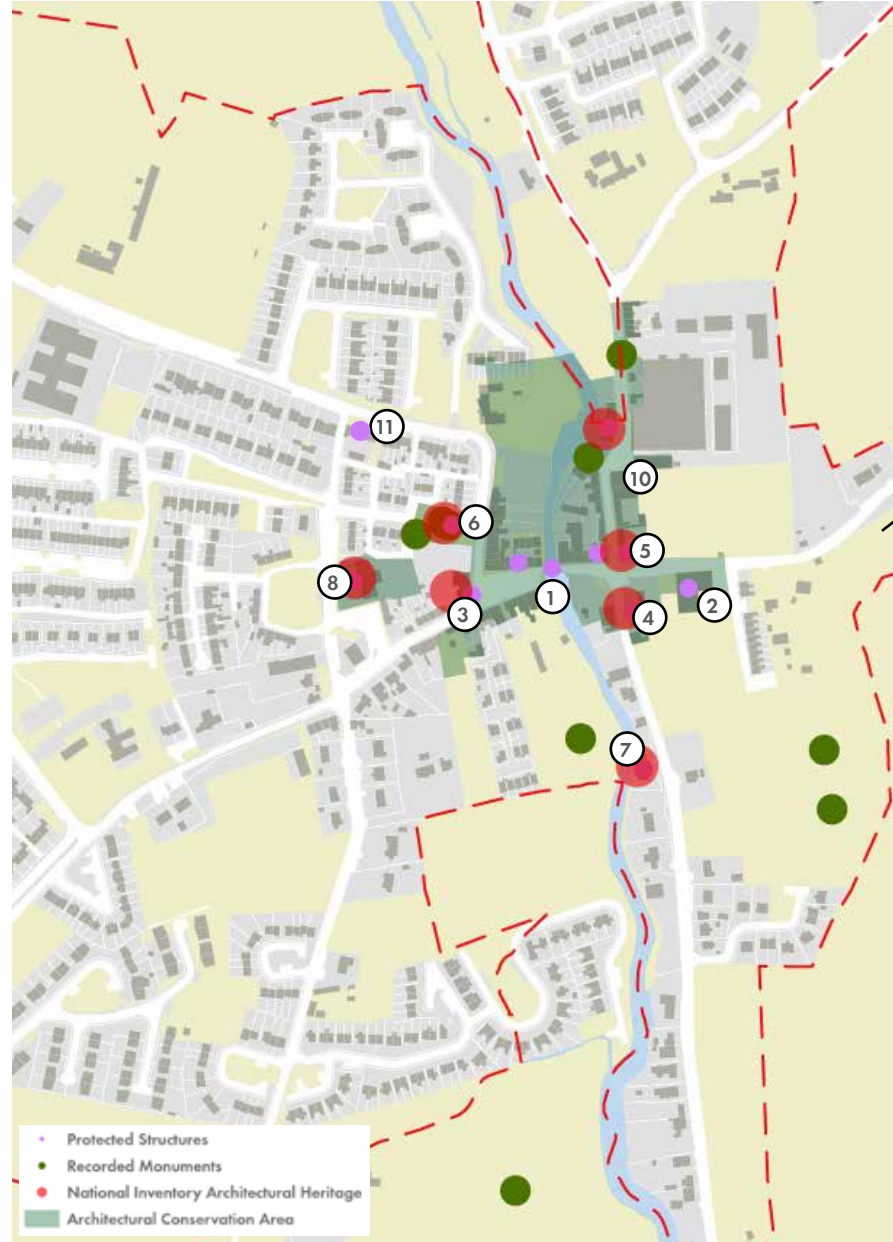 11
10
6
5
8
3
1
4
2
7
Protected Structures
Recorded Monuments
National Inventory Architectural Heritage
Architectural Conservation Area